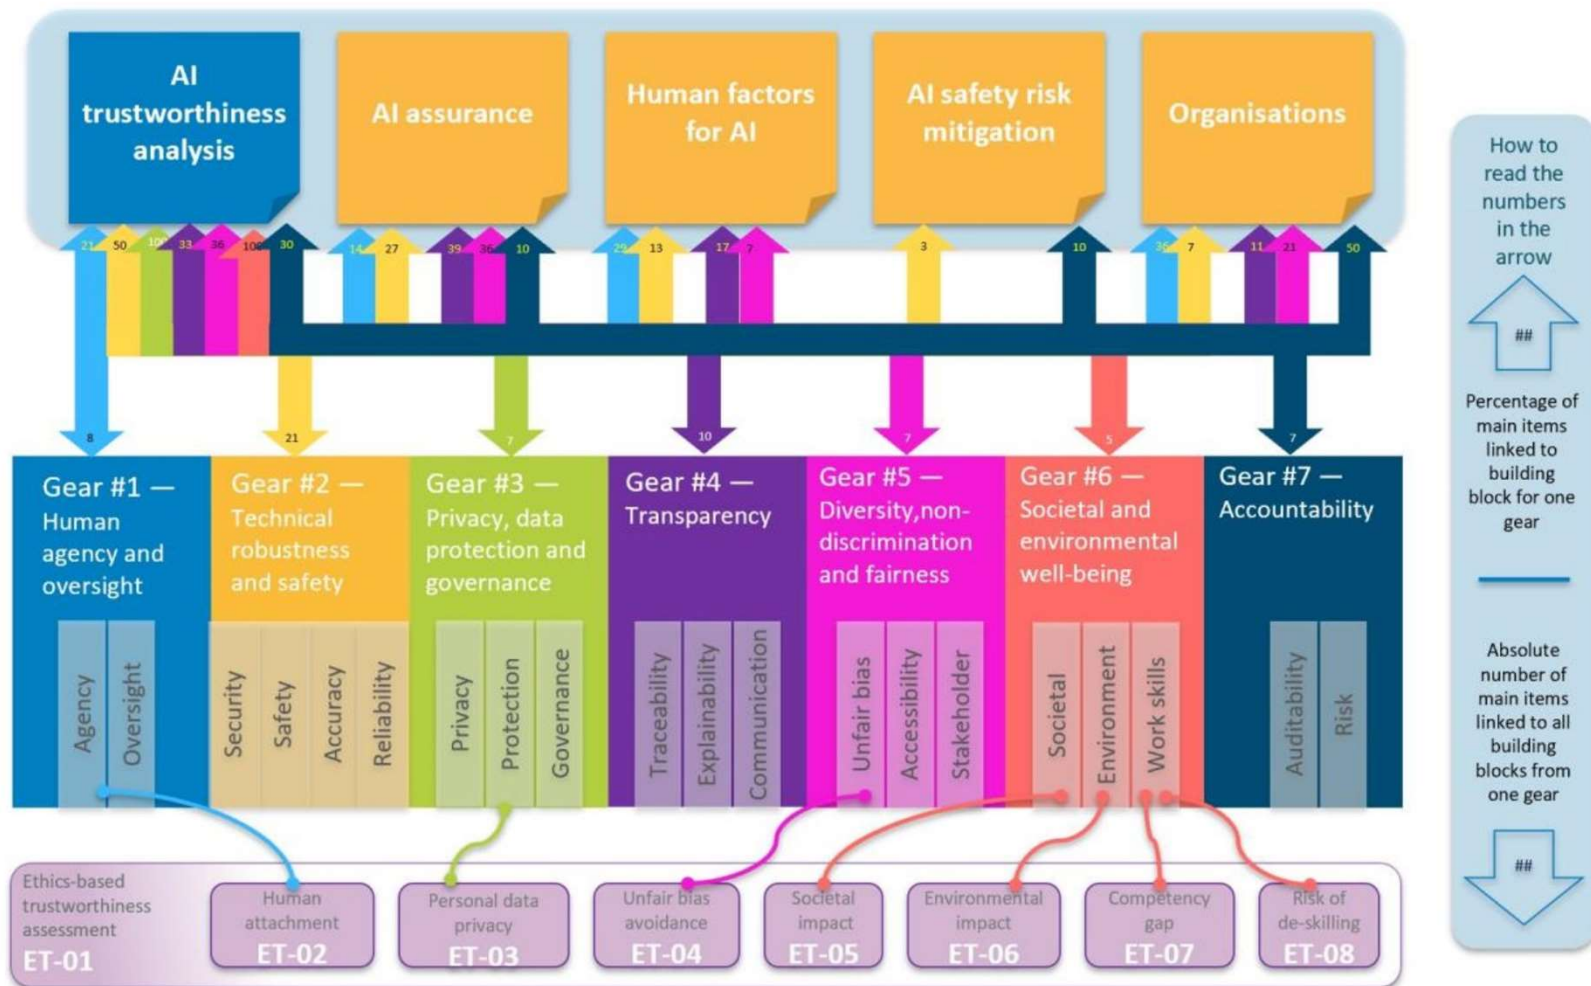 AI
trustworthiness
analysis
AI assurance
Human factors
for AI
AI safety risk
mitigation
Organisations
21
50
100
33
36
100
30
14
27
39
36
10
29
13
17
7
3
10
36
7
11
21
50
8
21
7
10
7
5
7
Gear #1 —
Human
agency and
oversight
Gear #2 —
Technical
robustness
and safety
Gear #3 —
Privacy, data
protection and
governance
Gear #4 —
Transparency
Gear #5 —
Diversity,non-
discrimination
and fairness
Gear #6 —
Societal and
environmental
well-being
Gear #7 —
Accountability
Agency
Oversight
Security
Safety
Accuracy
Reliability
Privacy
Protection
Governance
Traceability
Explainability
Communication
Unfair bias
Accessibility
Stakeholder
Societal
Environment
Work skills
Auditability
Risk
Ethics-based
trustworthiness
assessment
ET-01
Human
attachment
ET-02
Personal data
privacy
ET-03
Unfair bias
avoidance
ET-04
Societal
impact
ET-05
Environmental
impact
ET-06
Competency
gap
ET-07
Risk of
de-skilling
ET-08
How to
read the
numbers
in the
arrow
##
Percentage of
main items
linked to
building
block for one
gear
Absolute
number of
main items
linked to all
building
blocks from
one gear
##